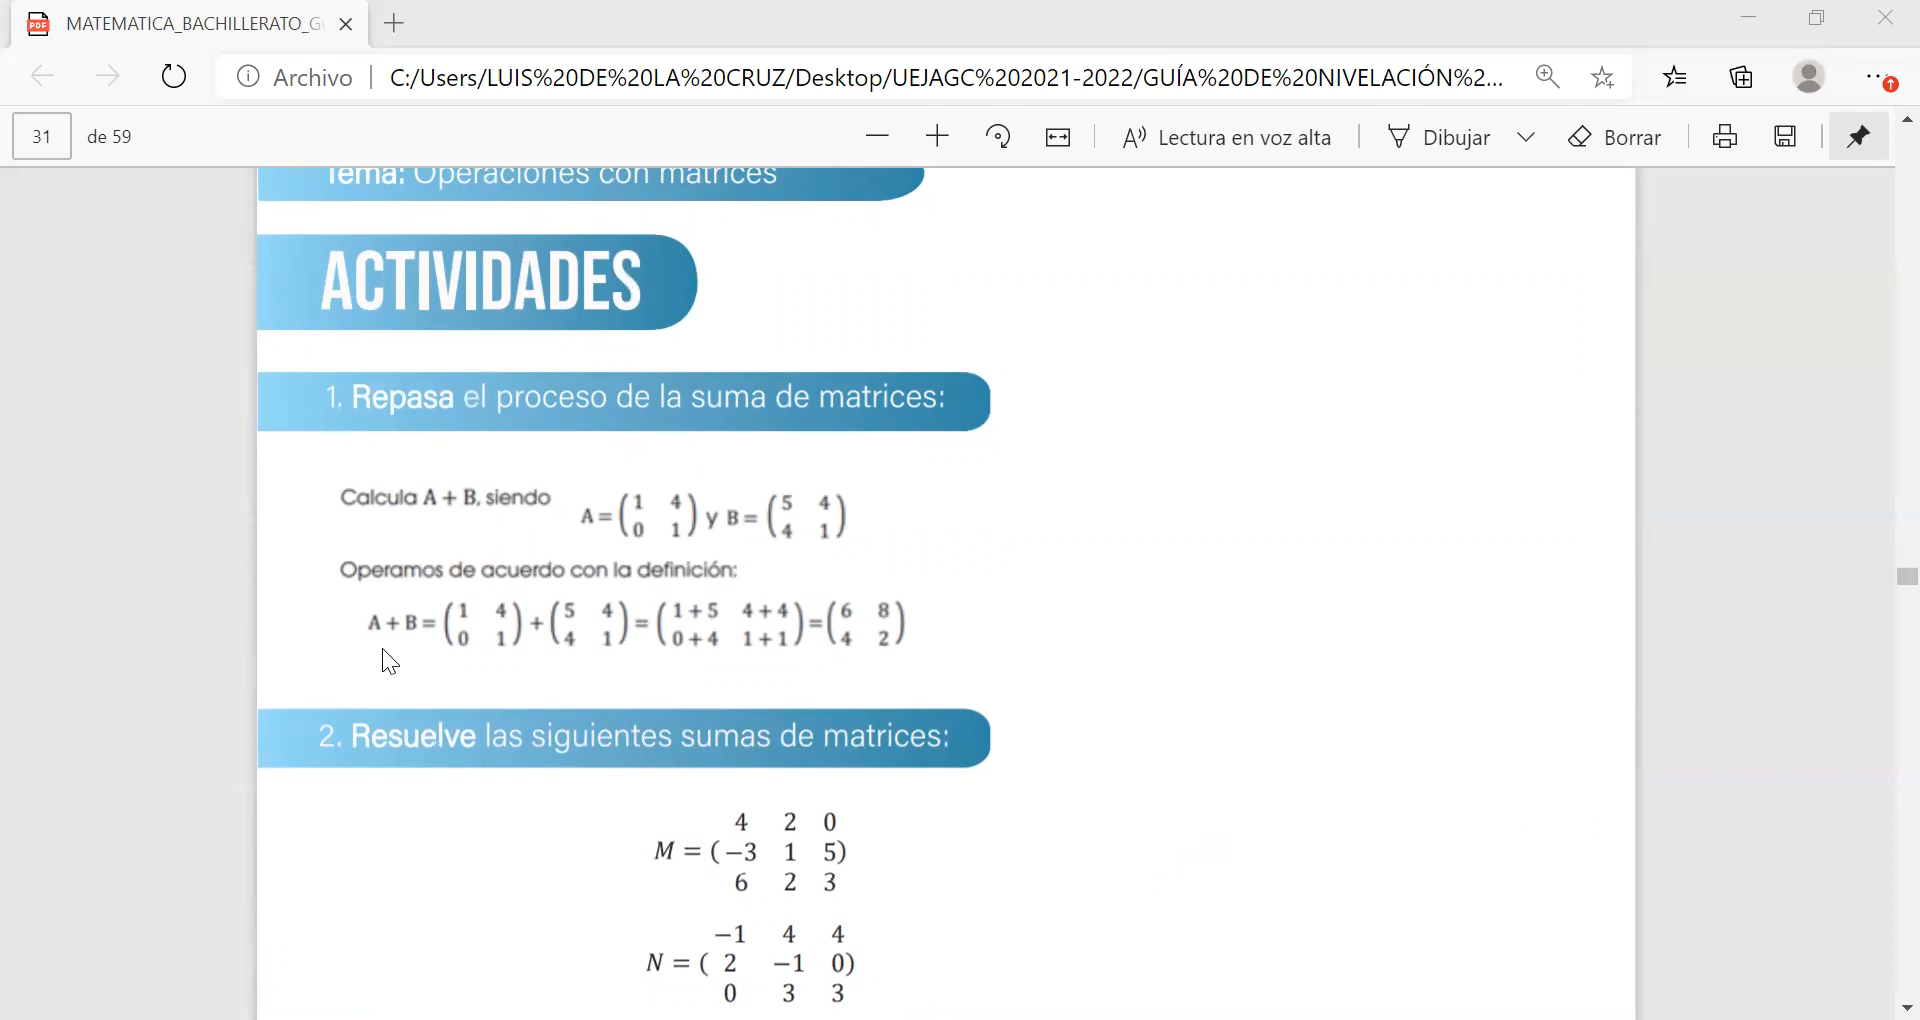 MATEMATICA_BACHILLERATO_G
Archivo
C:/Users/LUIS%20DE%20LA%20CRUZ/Desktop/UEJAGC%202021-2022/GUÍA%20DE%20NIVELACIÓN%2...
31 de 59
Lectura en voz alta
Dibujar
Borrar
Tema: Operaciones con matrices
ACTIVIDADES
1. Repasa el proceso de la suma de matrices:
Calcula A + B, siendo
A = ( 1 4 ) y B = ( 5 4 )
0 1 4 1
Operamos de acuerdo con la definición:
A + B = ( 1 4 ) + ( 5 4 ) = ( 1 + 5 4 + 4 ) = ( 6 8 )
0 1 4 1 0 + 4 1 + 1 4 2
2. Resuelve las siguientes sumas de matrices:
4 2 0
M = ( −3 1 5)
6 2 3
−1 4 4
N = ( 2 −1 0)
0 3 3